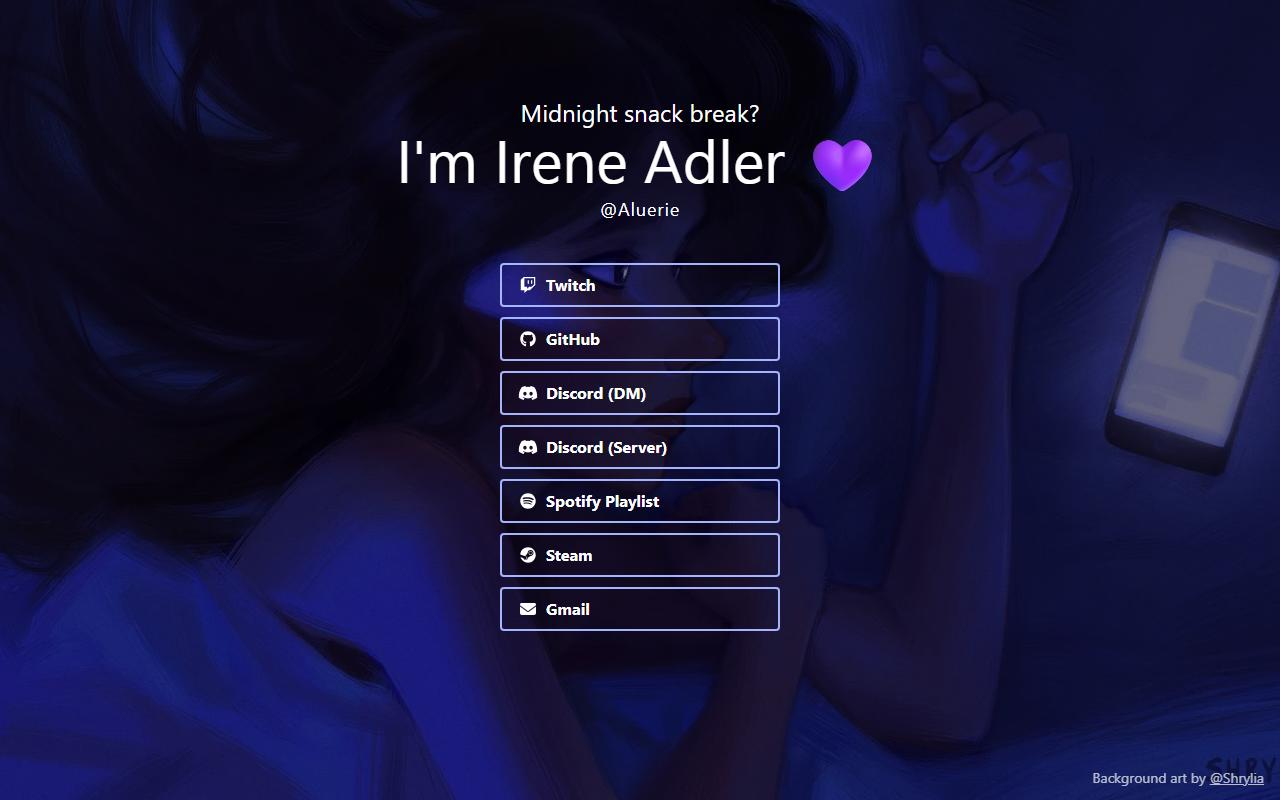 Midnight snack break?
I'm Irene Adler 💜
@Aluerie
Twitch
GitHub
Discord (DM)
Discord (Server)
Spotify Playlist
Steam
Gmail
SHRY
Background art by @Shrylia